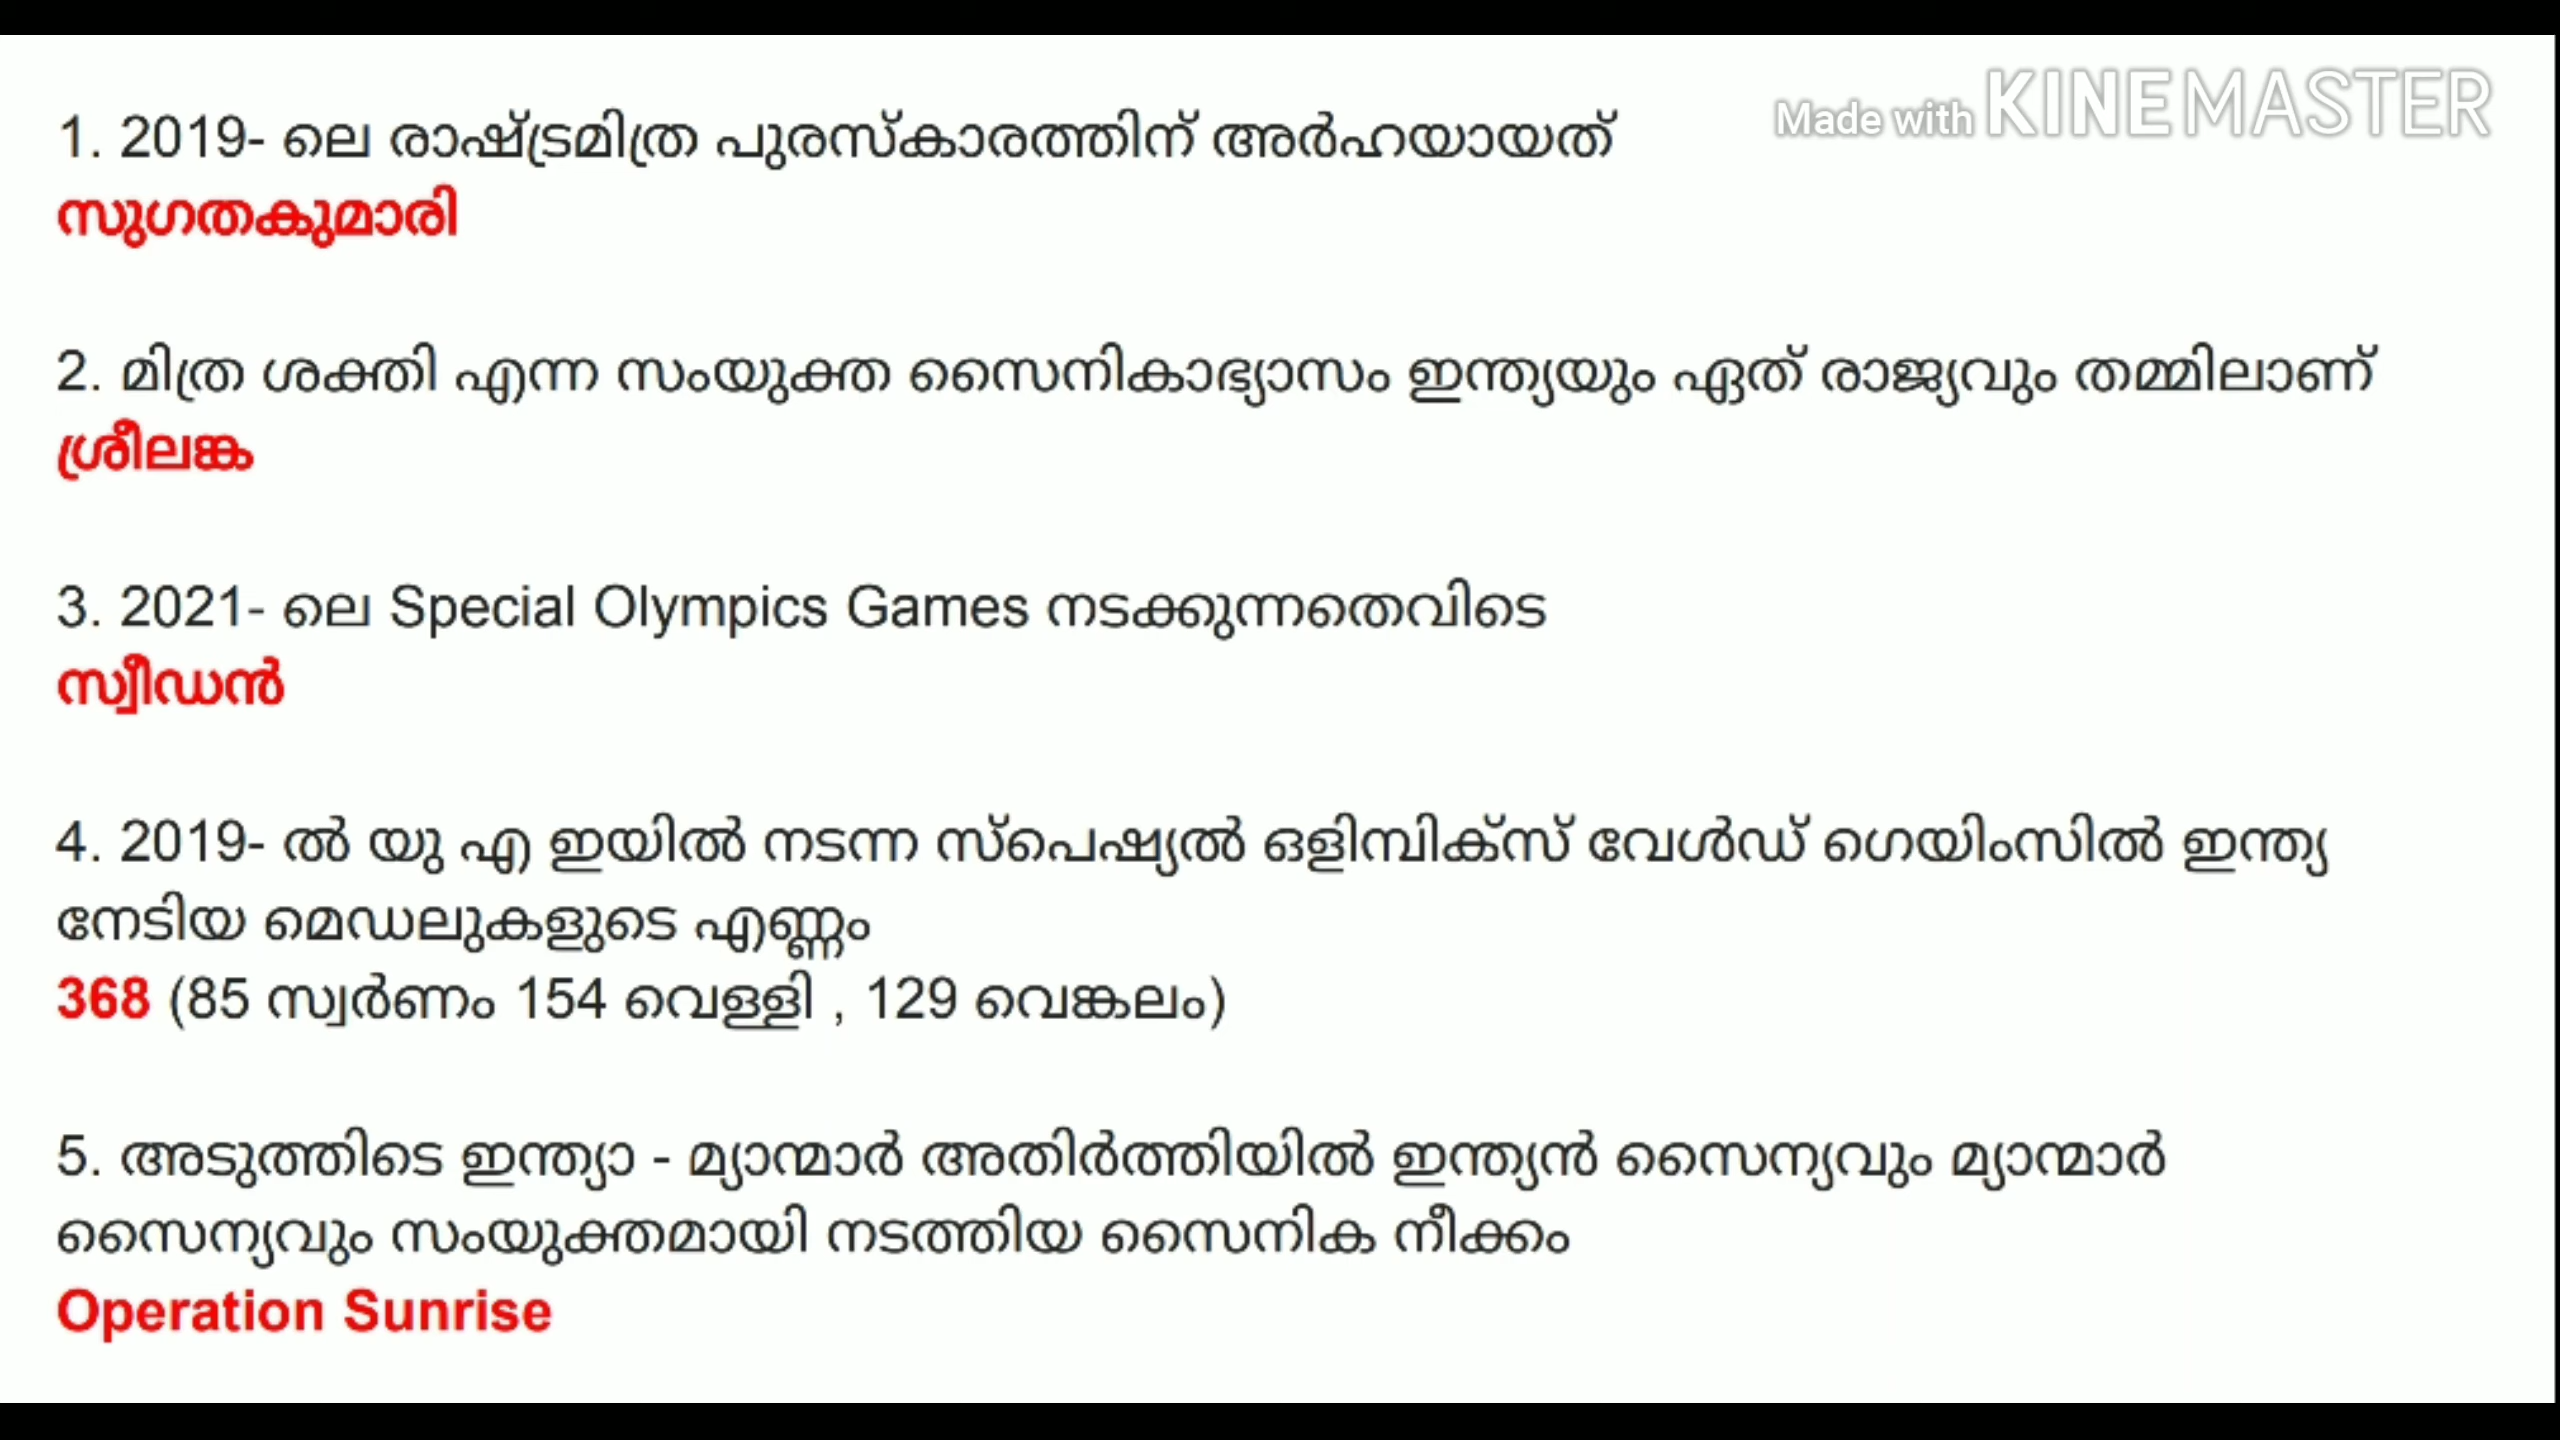 Made with KINEMASTER
1. 2019- ലെ രാഷ്ട്രമിത്ര പുരസ്കാരത്തിന് അർഹയായത്
സുഗതകുമാരി
2. മിത്ര ശക്തി എന്ന സംയുക്ത സൈനികാഭ്യാസം ഇന്ത്യയും ഏത് രാജ്യവും തമ്മിലാണ്
ശ്രീലങ്ക
3. 2021- ലെ Special Olympics Games നടക്കുന്നതെവിടെ
സ്വീഡൻ
4. 2019- ൽ യു എ ഇയിൽ നടന്ന സ്പെഷ്യൽ ഒളിമ്പിക്സ് വേൾഡ് ഗെയിംസിൽ ഇന്ത്യ
നേടിയ മെഡലുകളുടെ എണ്ണം
368 (85 സ്വർണം 154 വെള്ളി , 129 വെങ്കലം)
5. അടുത്തിടെ ഇന്ത്യാ - മ്യാന്മാർ അതിർത്തിയിൽ ഇന്ത്യൻ സൈന്യവും മ്യാന്മാർ
സൈന്യവും സംയുക്തമായി നടത്തിയ സൈനിക നീക്കം
Operation Sunrise